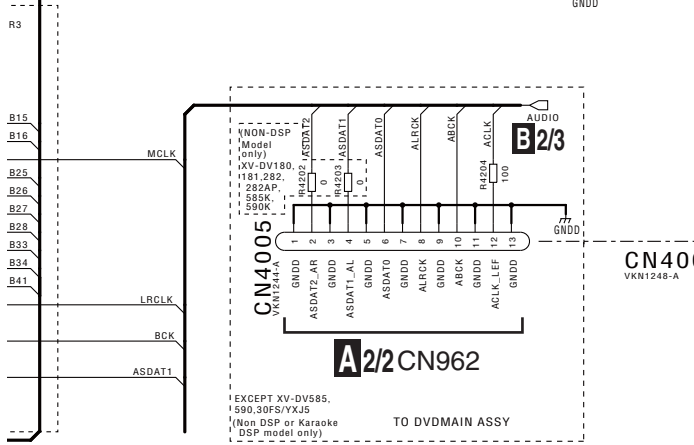 GNDD
R3
B15
B16
B25
B26
B27
B28
B33
B34
B41
MCLK
LRCLK
BCK
ASDAT1
AUDIO
B 2/3
(NON-DSP
Model
only)
XV-DV180,
181,282,
282AP,
585K,
590K
ASDAT2
ASDAT1
ASDAT0
ALRCK
ABCK
ACLK
R4202
0
R4203
0
R4204
100
GNDD
CN4005
VKN1244-A
1
2
3
4
5
6
7
8
9
10
11
12
13
GNDD
ASDAT2_AR
GNDD
ASDAT1_AL
GNDD
ASDAT0
GNDD
ALRCK
GNDD
ABCK
GNDD
ACLK_LEF
GNDD
CN400
VKN1248-A
A 2/2 CN962
EXCEPT XV-DV585,
590,30FS/YXJ5
(Non DSP or Karaoke
DSP model only)
TO DVDMAIN ASSY